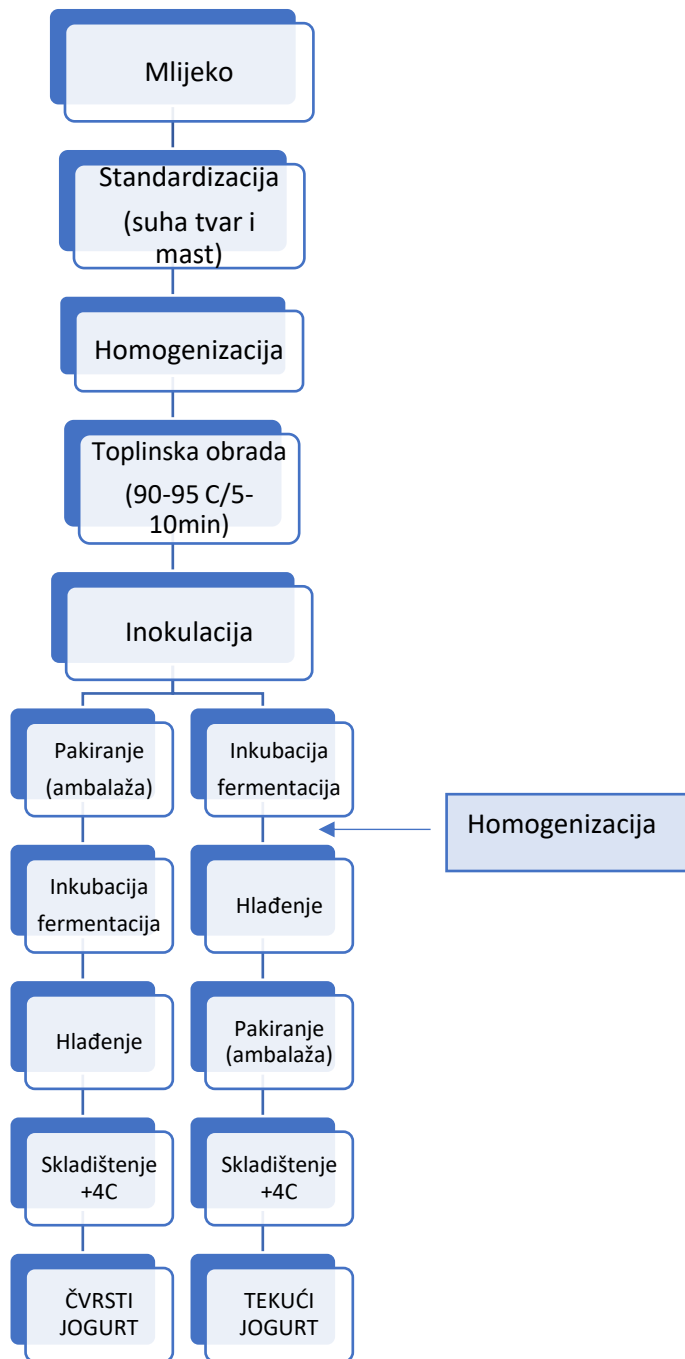 Mlijeko
Standardizacija
(suha tvar i
mast)
Homogenizacija
Toplinska obrada
(90-95 C/5-
10min)
Inokulacija
Pakiranje
(ambalaža)
Inkubacija
fermentacija
Hlađenje
Skladištenje
+4C
ČVRSTI
JOGURT
Inkubacija
fermentacija
Homogenizacija
Hlađenje
Pakiranje
(ambalaža)
Skladištenje
+4C
TEKUĆI
JOGURT